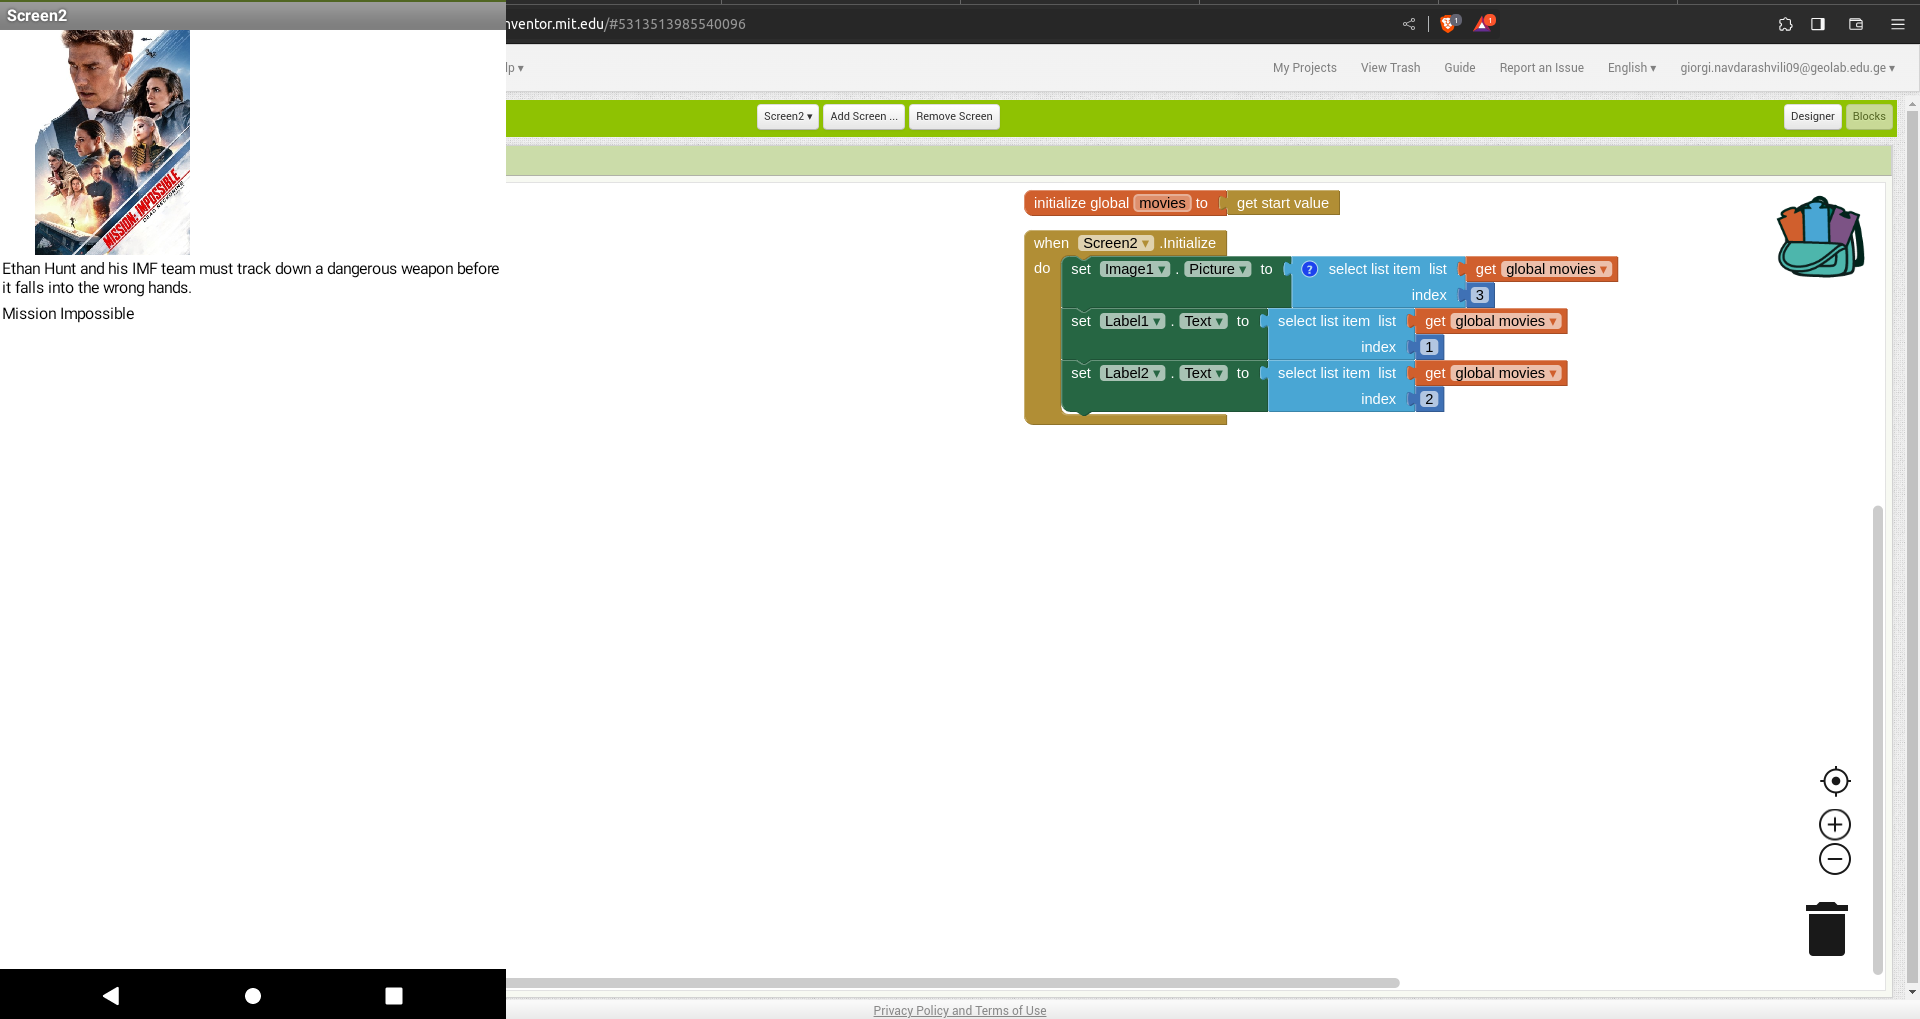 Screen2
nventor.mit.edu/#5313513985540096
1
1
lp ▾
My Projects
View Trash
Guide
Report an Issue
English ▾
giorgi.navdarashvili09@geolab.edu.ge ▾
Screen2 ▾
Add Screen ...
Remove Screen
Designer
Blocks
MISSION: IMPOSSIBLE
DEAD RECKONING
Ethan Hunt and his IMF team must track down a dangerous weapon before
it falls into the wrong hands.
Mission Impossible
initialize global movies to get start value
when Screen2 ▾ .Initialize
do set Image1 ▾ . Picture ▾ to ? select list item list get global movies ▾
index 3
set Label1 ▾ . Text ▾ to select list item list get global movies ▾
index 1
set Label2 ▾ . Text ▾ to select list item list get global movies ▾
index 2
Privacy Policy and Terms of Use